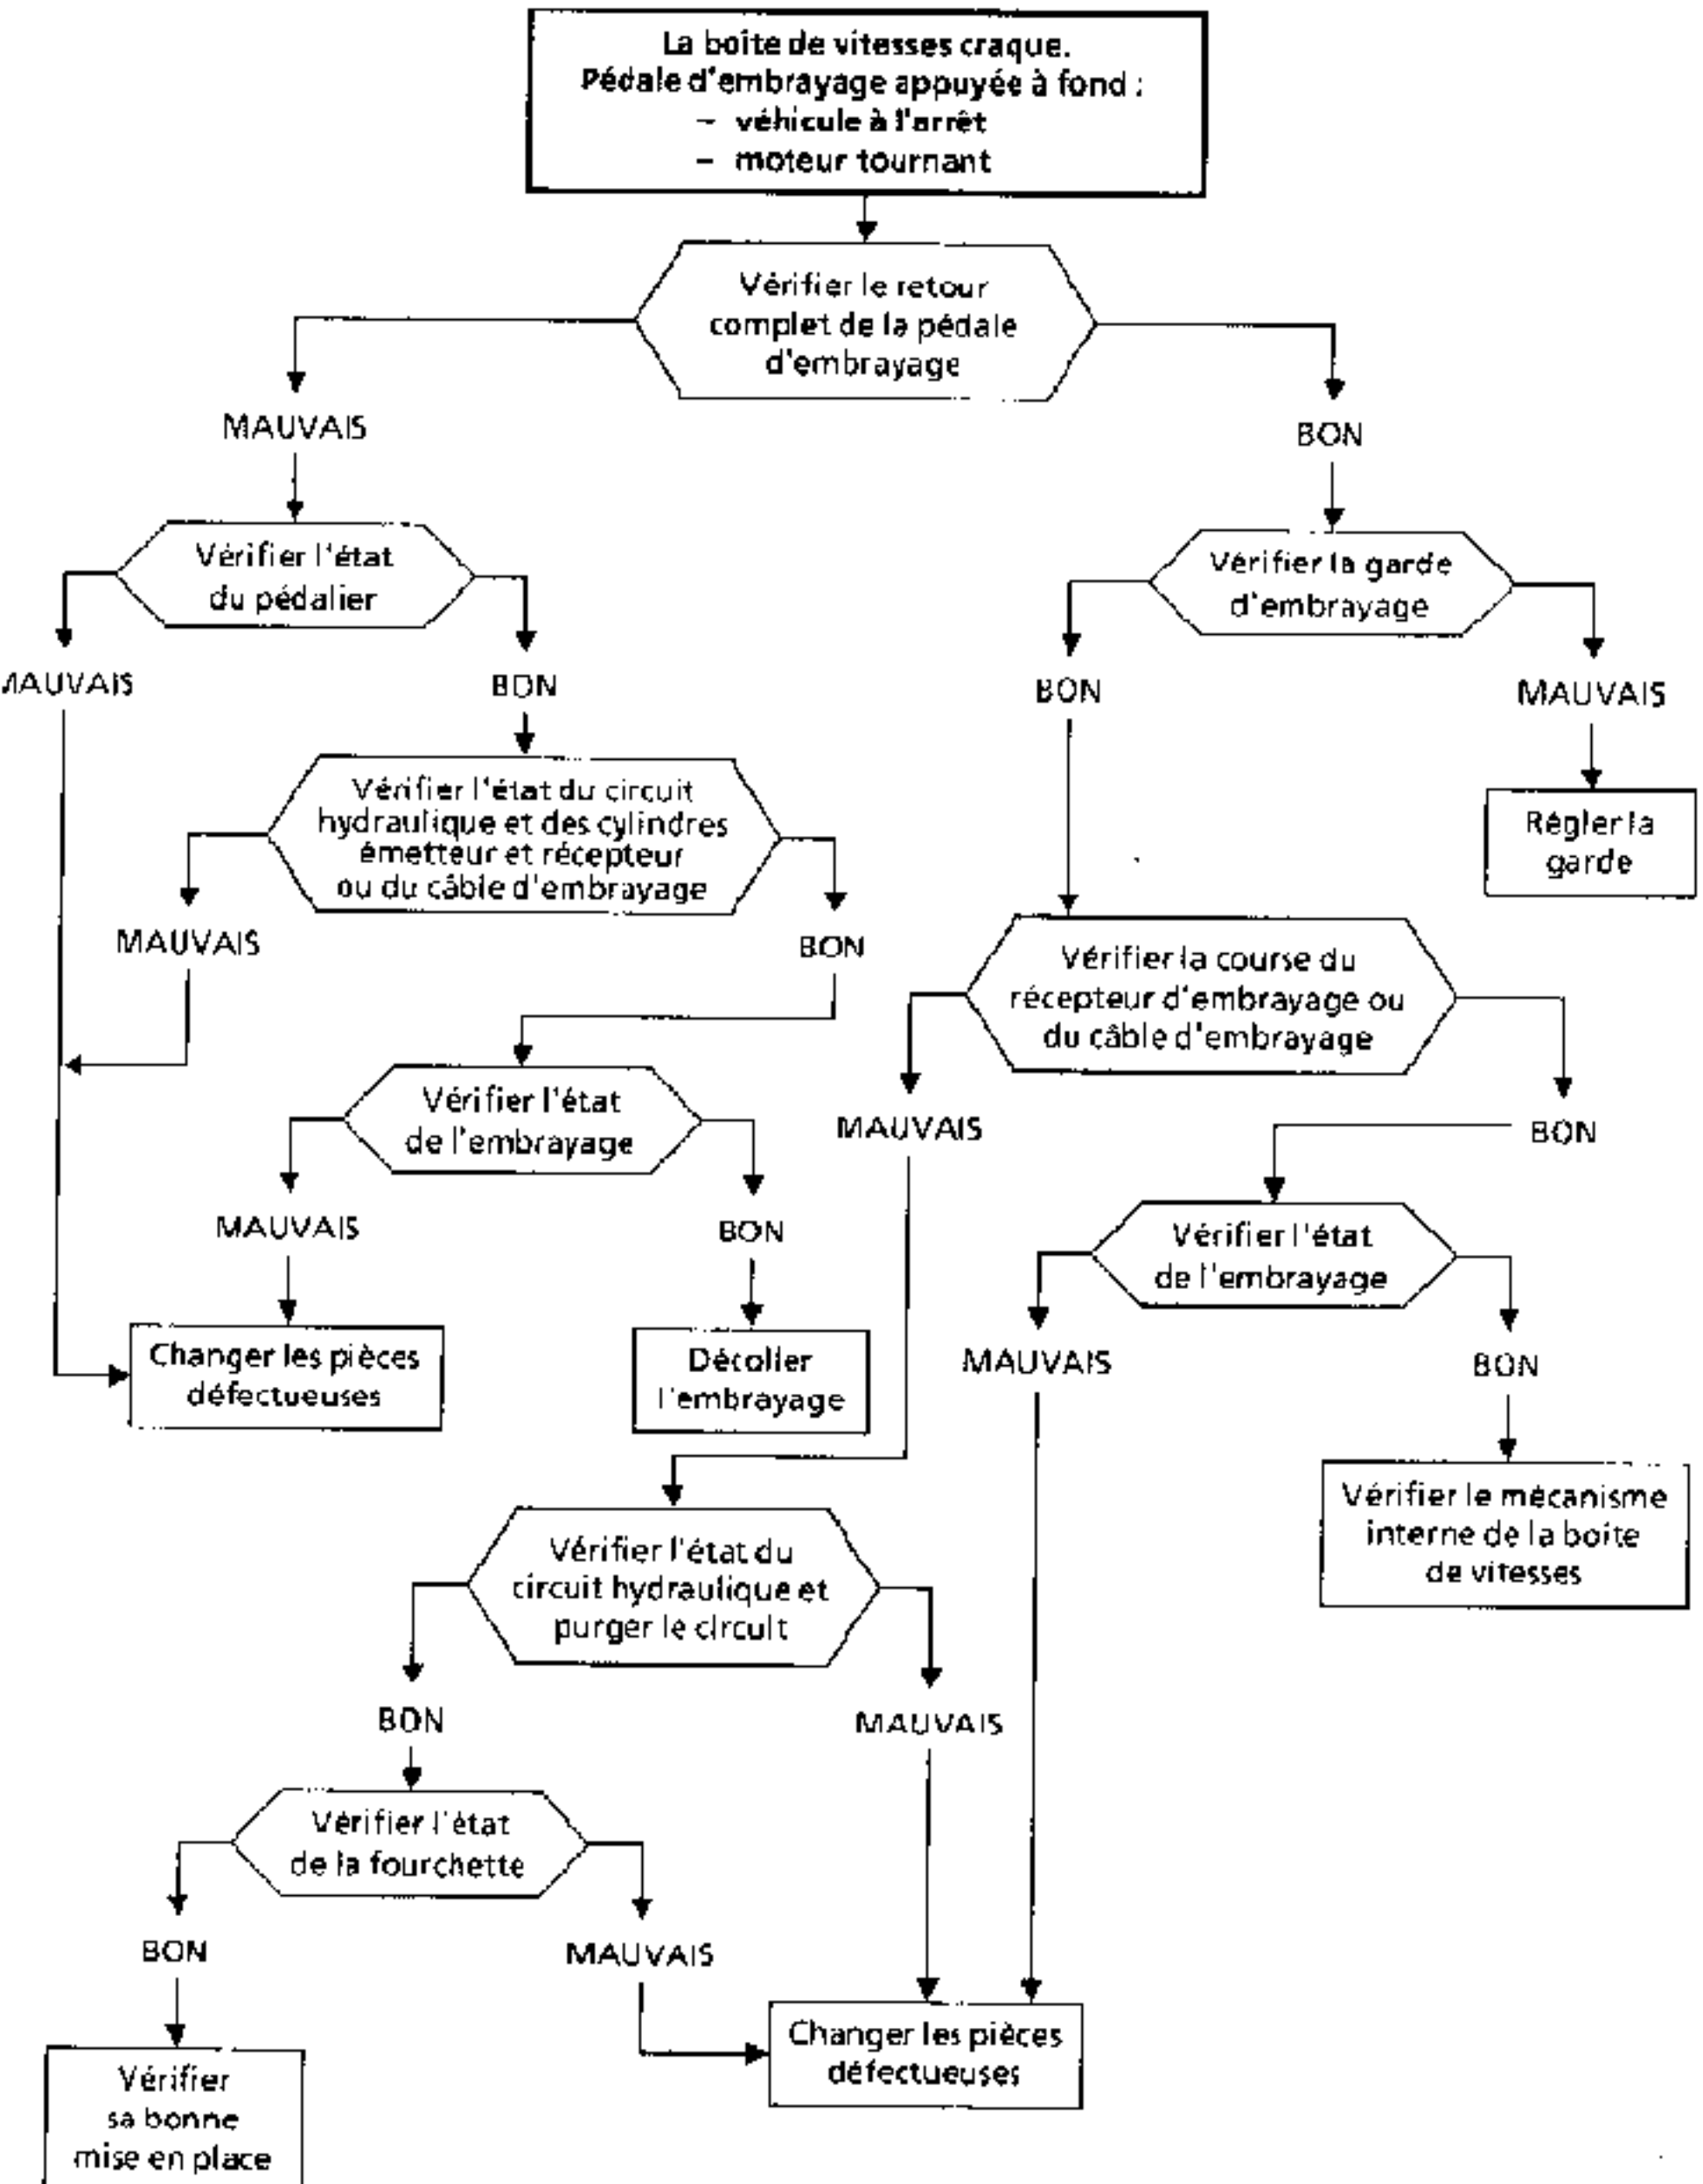 La boite de vitesses craque.
Pédale d'embrayage appuyée à fond :
– véhicule à l'arrêt
– moteur tournant
Vérifier le retour
complet de la pédale
d'embrayage
MAUVAIS
BON
Vérifier l'état
du pédalier
Vérifier la garde
d'embrayage
MAUVAIS
BON
BON
MAUVAIS
Vérifier l'état du circuit
hydraulique et des cylindres
émetteur et récepteur
ou du câble d'embrayage
Régler la
garde
MAUVAIS
BON
Vérifier la course du
récepteur d'embrayage ou
du câble d'embrayage
Vérifier l'état
de l'embrayage
MAUVAIS
BON
MAUVAIS
BON
Vérifier l'état
de l'embrayage
Changer les pièces
défectueuses
Décoller
l'embrayage
MAUVAIS
BON
Vérifier le mécanisme
interne de la boite
de vitesses
Vérifier l'état du
circuit hydraulique et
purger le circuit
BON
MAUVAIS
Vérifier l'état
de la fourchette
BON
MAUVAIS
Changer les pièces
défectueuses
Vérifier
sa bonne
mise en place